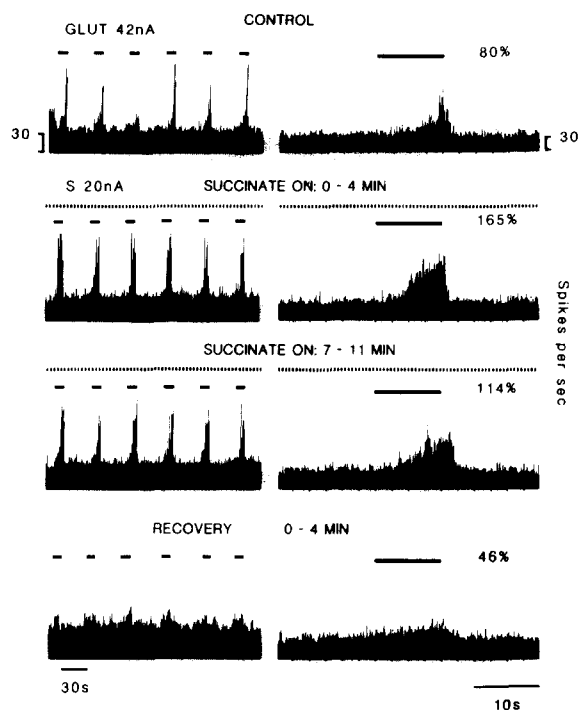 CONTROL
GLUT 42nA
80%
30
30
S 20nA
SUCCINATE ON: 0 - 4 MIN
165%
Spikes per sec
SUCCINATE ON: 7 - 11 MIN
114%
RECOVERY 0 - 4 MIN
46%
30s
10s